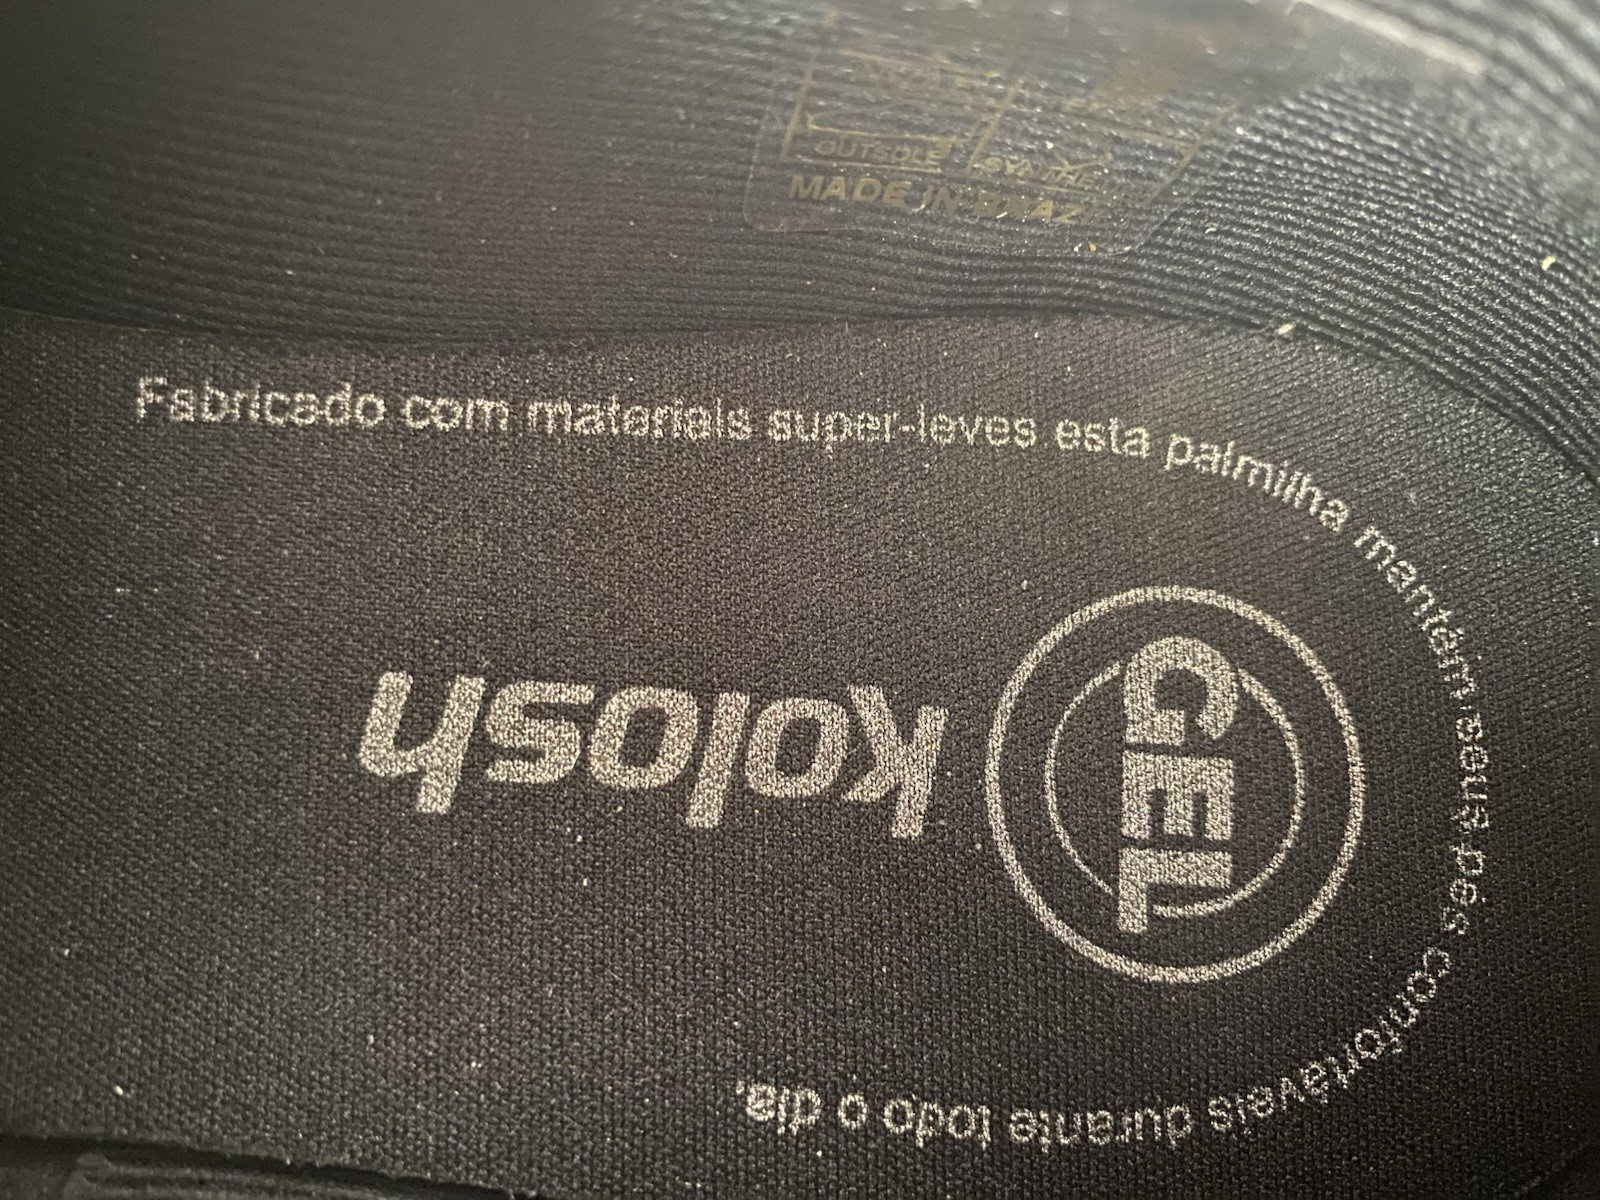 OUTSOLE
MADE IN BRAZIL
Fabricado com materiais super-leves esta palmilha mantém seus pés confortáveis durante todo o dia.
GEL
kolosh